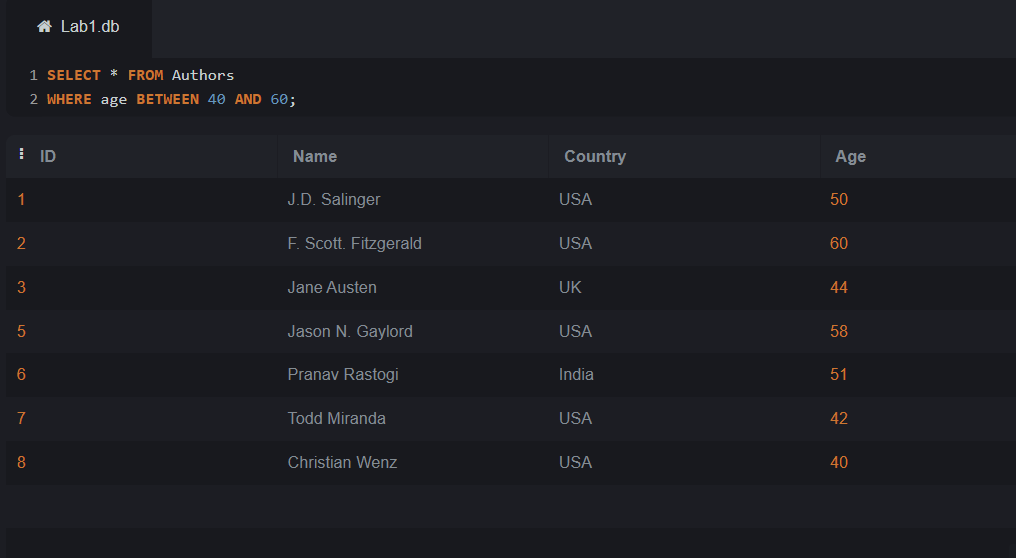 Lab1.db
1 SELECT * FROM Authors
2 WHERE age BETWEEN 40 AND 60;
ID Name Country Age
1 J.D. Salinger USA 50
2 F. Scott. Fitzgerald USA 60
3 Jane Austen UK 44
5 Jason N. Gaylord USA 58
6 Pranav Rastogi India 51
7 Todd Miranda USA 42
8 Christian Wenz USA 40